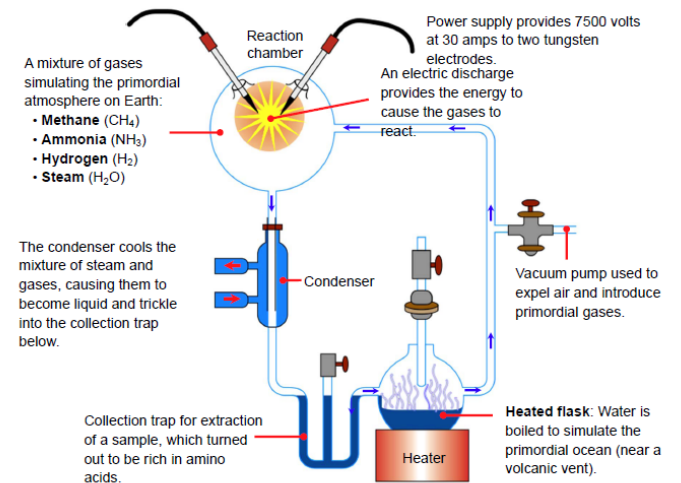 Reaction
chamber
Power supply provides 7500 volts
at 30 amps to two tungsten
electrodes.
A mixture of gases
simulating the primordial
atmosphere on Earth:
• Methane (CH₄)
• Ammonia (NH₃)
• Hydrogen (H₂)
• Steam (H₂O)
An electric discharge
provides the energy to
cause the gases to
react.
The condenser cools the
mixture of steam and
gases, causing them to
become liquid and trickle
into the collection trap
below.
Condenser
Vacuum pump used to
expel air and introduce
primordial gases.
Collection trap for extraction
of a sample, which turned
out to be rich in amino
acids.
Heater
Heated flask: Water is
boiled to simulate the
primordial ocean (near a
volcanic vent).